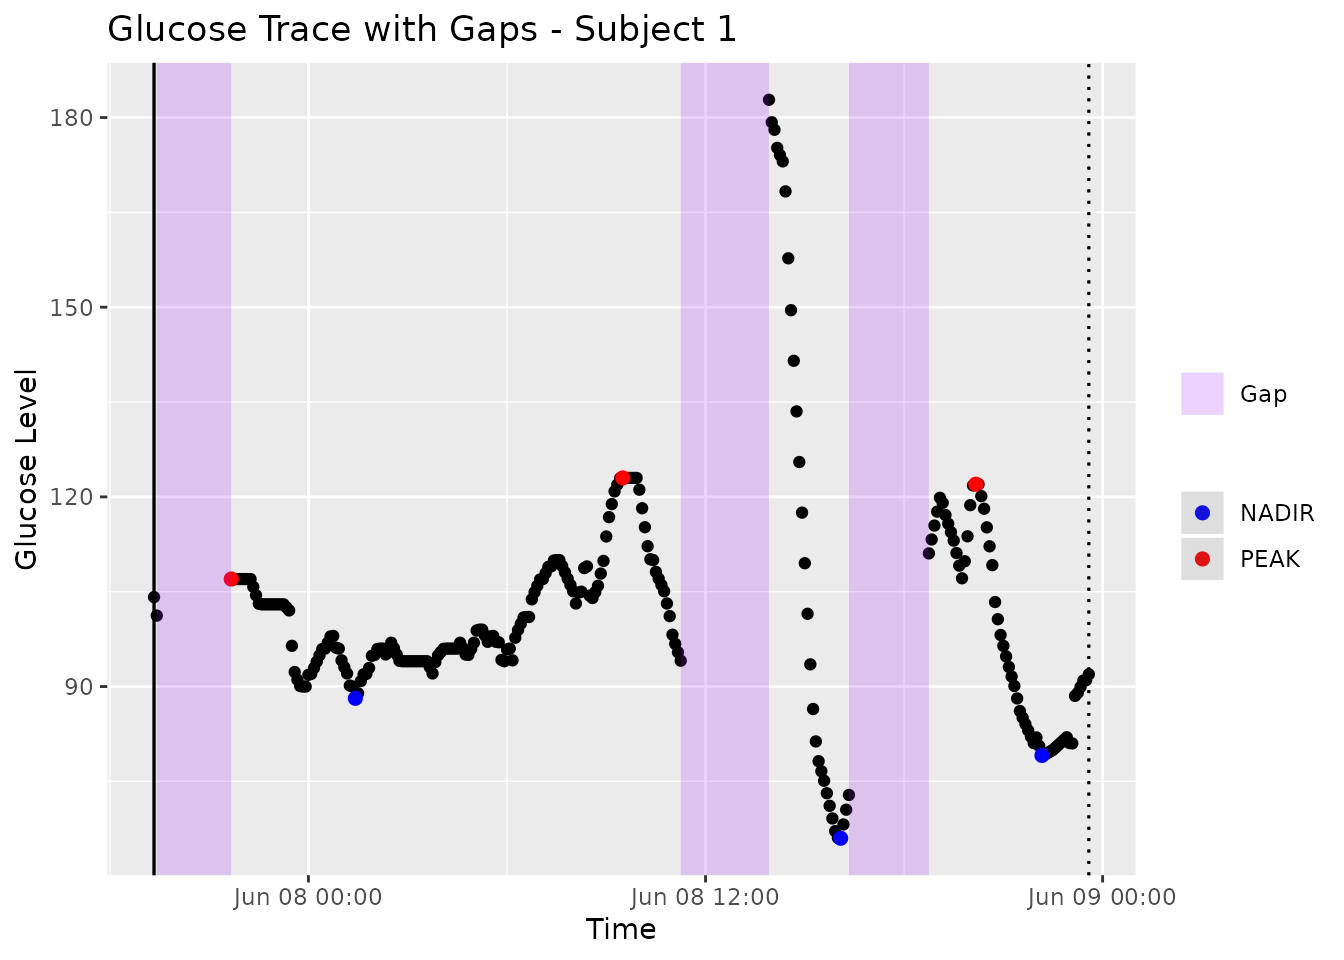 Glucose Trace with Gaps - Subject 1
180
150
120
90
Glucose Level
Jun 08 00:00
Jun 08 12:00
Jun 09 00:00
Time
Gap
NADIR
PEAK